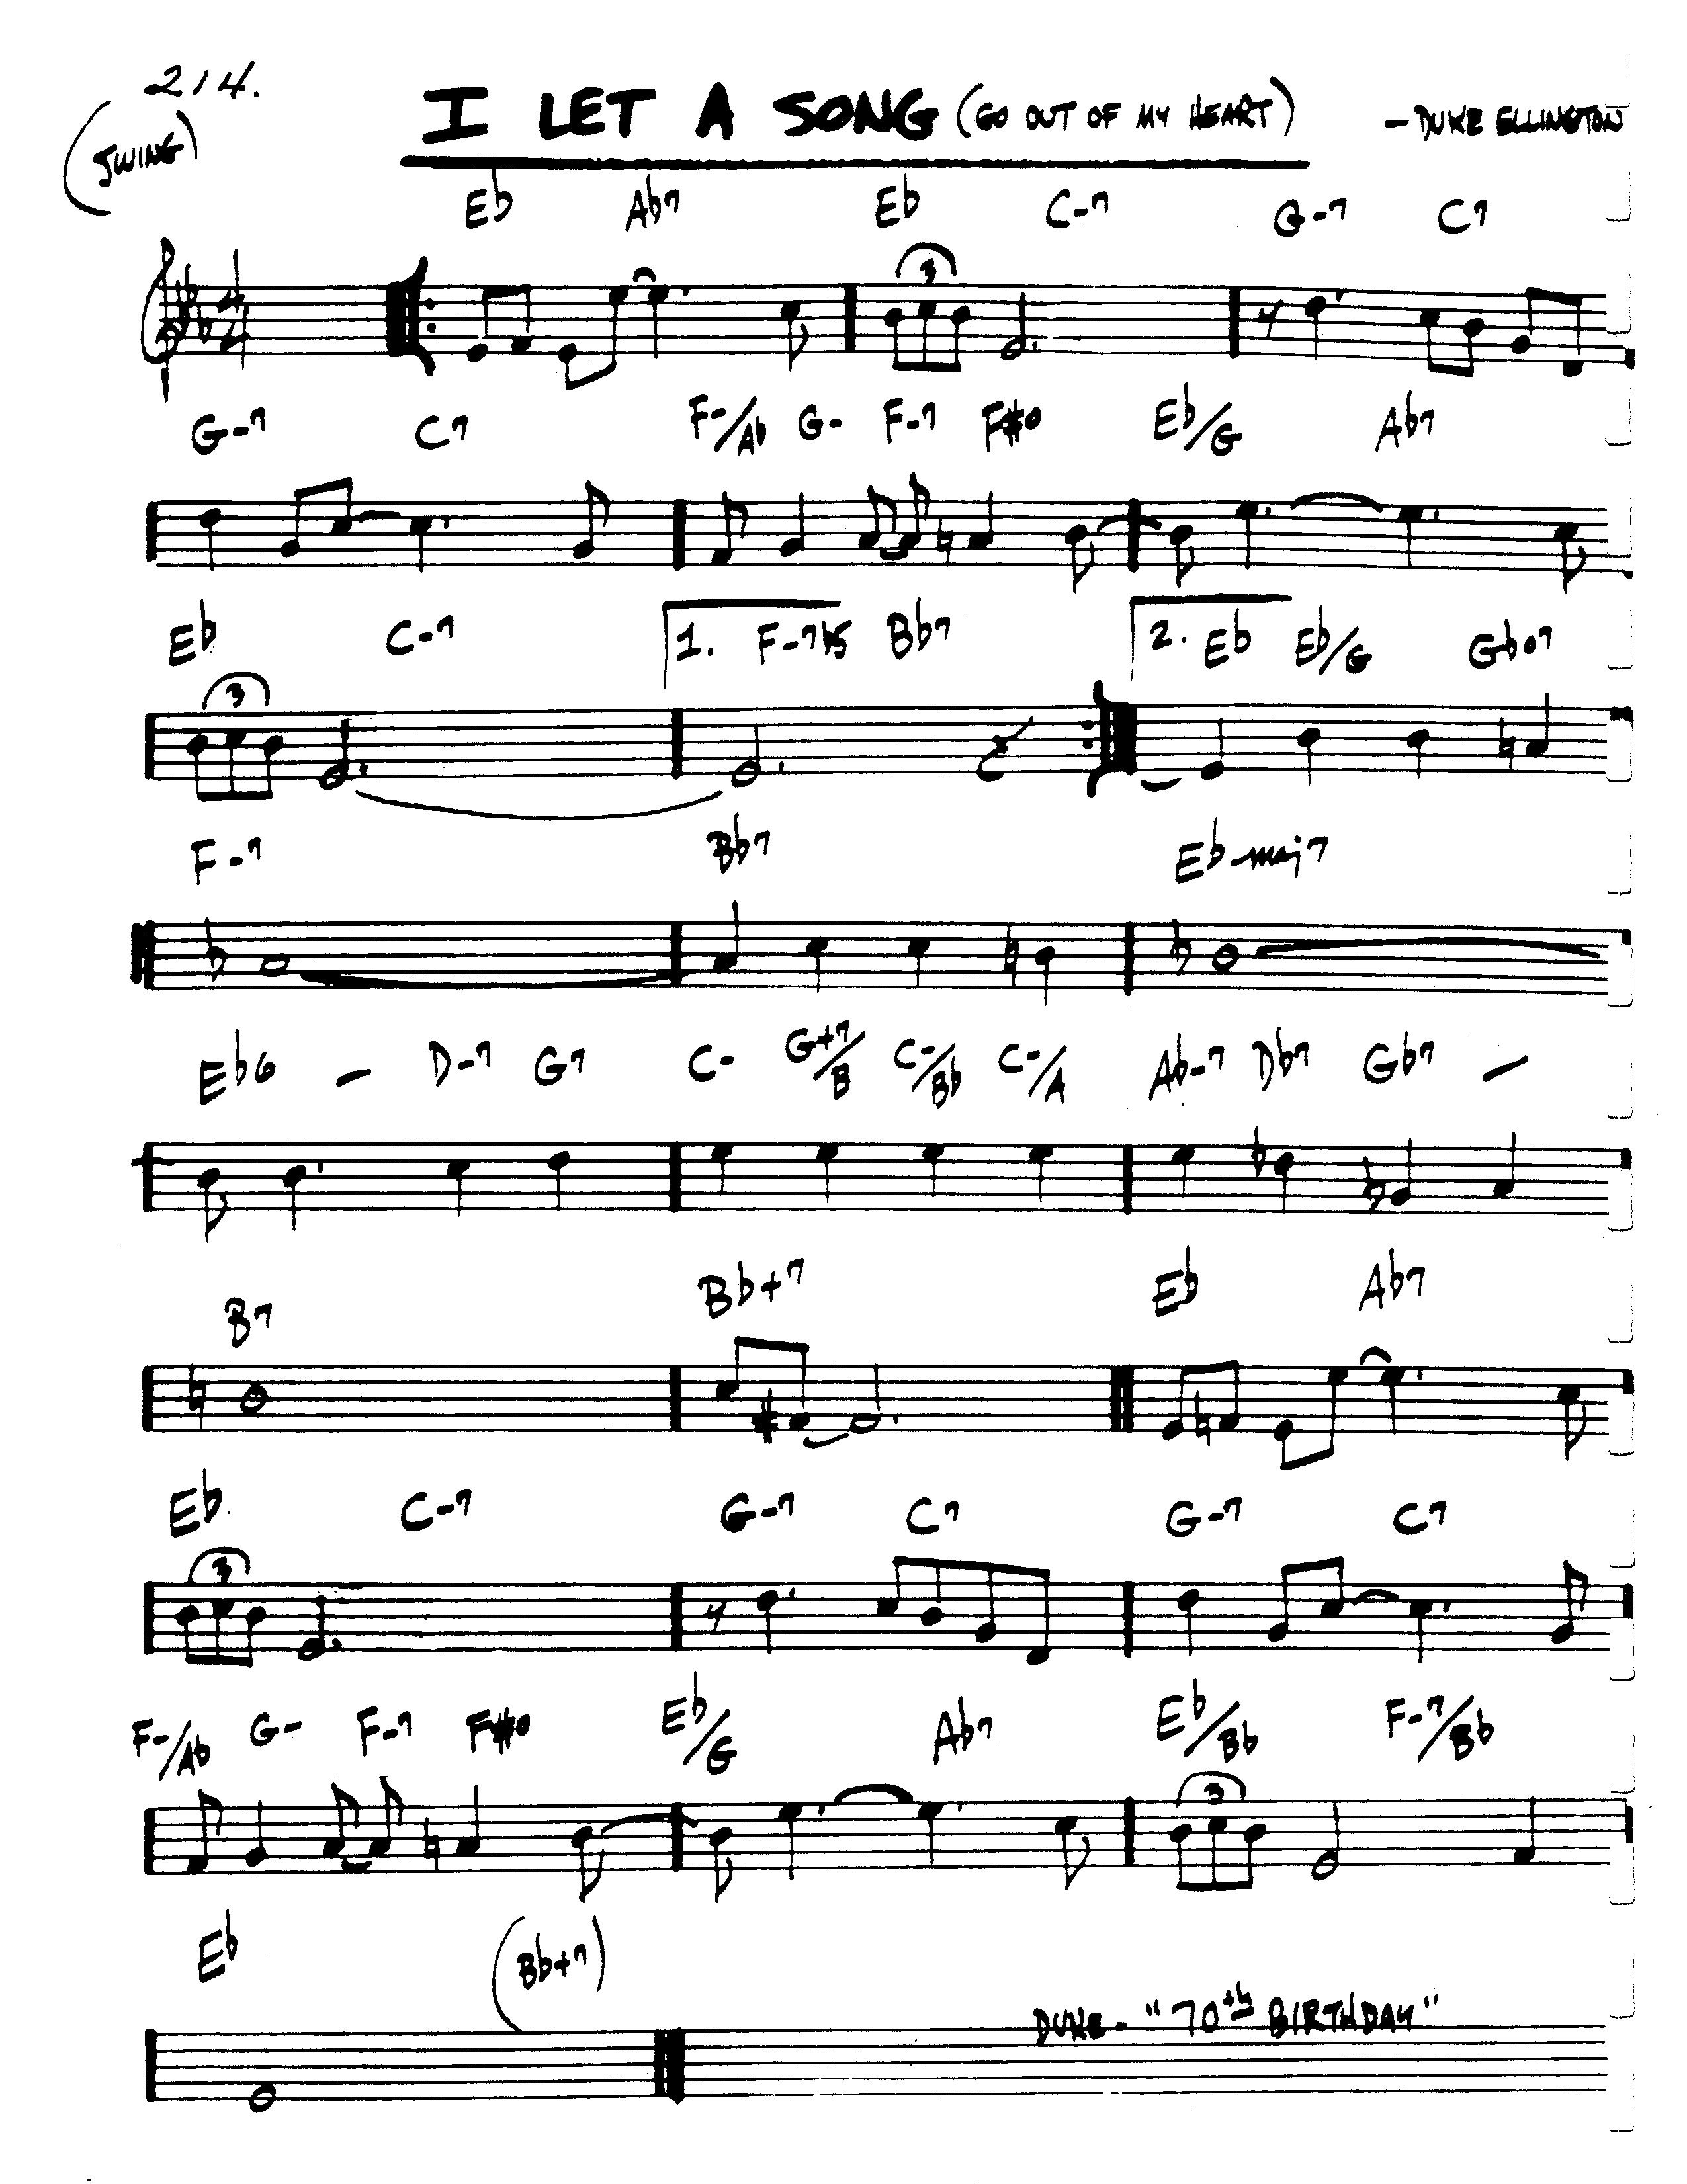 214.
(SWING)
I LET A SONG (GO OUT OF MY HEART) - DUKE ELLINGTON
Eb Ab7 Eb C-7 G-7 C7
3
G-7 C7 F-/Ab G- F-7 F#o Eb/G Ab7
Eb C-7 1. F-7b5 Bb7 2. Eb Eb/G Gbo7
3
F-7 Bb7 Eb maj7
Eb6 – D-7 G7 C- G+7/B C-/Bb C-/A Ab-7 Db7 Gb7 –
B7 Bb+7 Eb Ab7
Eb C-7 G-7 C7 G-7 C7
3
F-/Ab G- F-7 F#o Eb/G Ab7 Eb/Bb F-7/Bb
3
Eb (Bb+7)
DUKE - "70th BIRTHDAY"